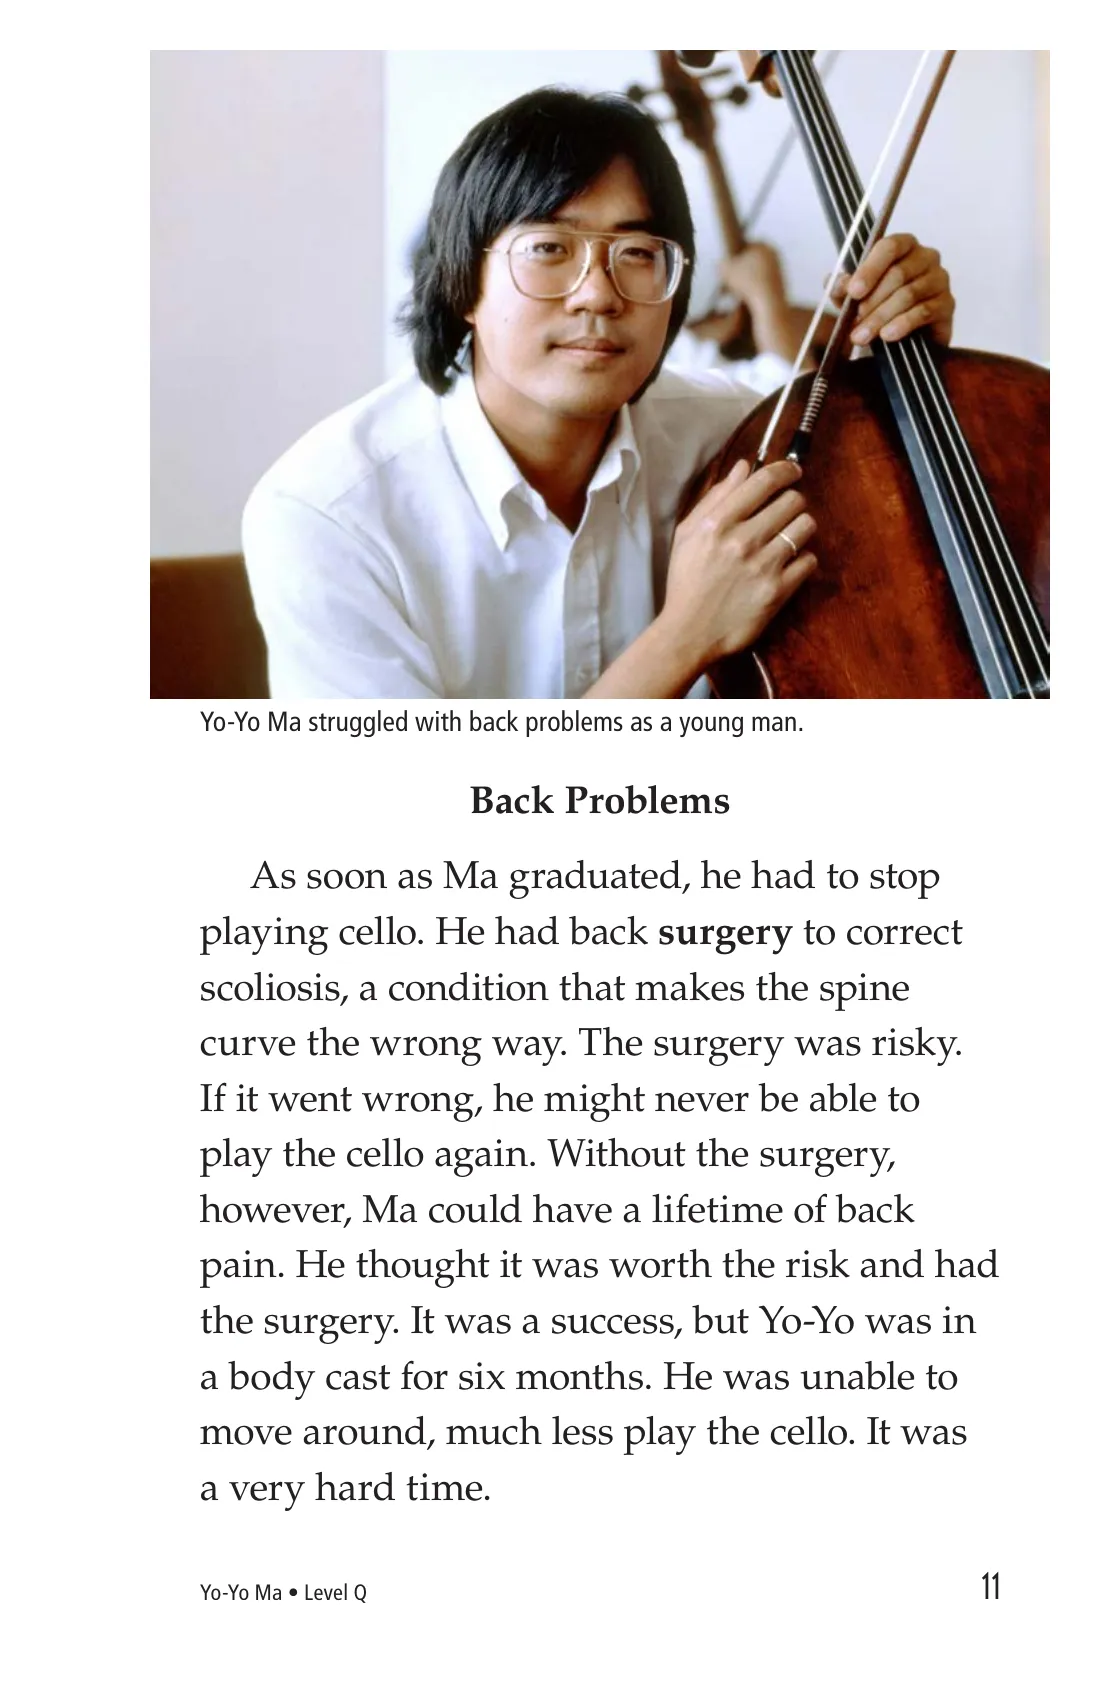 Yo-Yo Ma struggled with back problems as a young man.
Back Problems
As soon as Ma graduated, he had to stop
playing cello. He had back surgery to correct
scoliosis, a condition that makes the spine
curve the wrong way. The surgery was risky.
If it went wrong, he might never be able to
play the cello again. Without the surgery,
however, Ma could have a lifetime of back
pain. He thought it was worth the risk and had
the surgery. It was a success, but Yo-Yo was in
a body cast for six months. He was unable to
move around, much less play the cello. It was
a very hard time.
Yo-Yo Ma • Level Q
11